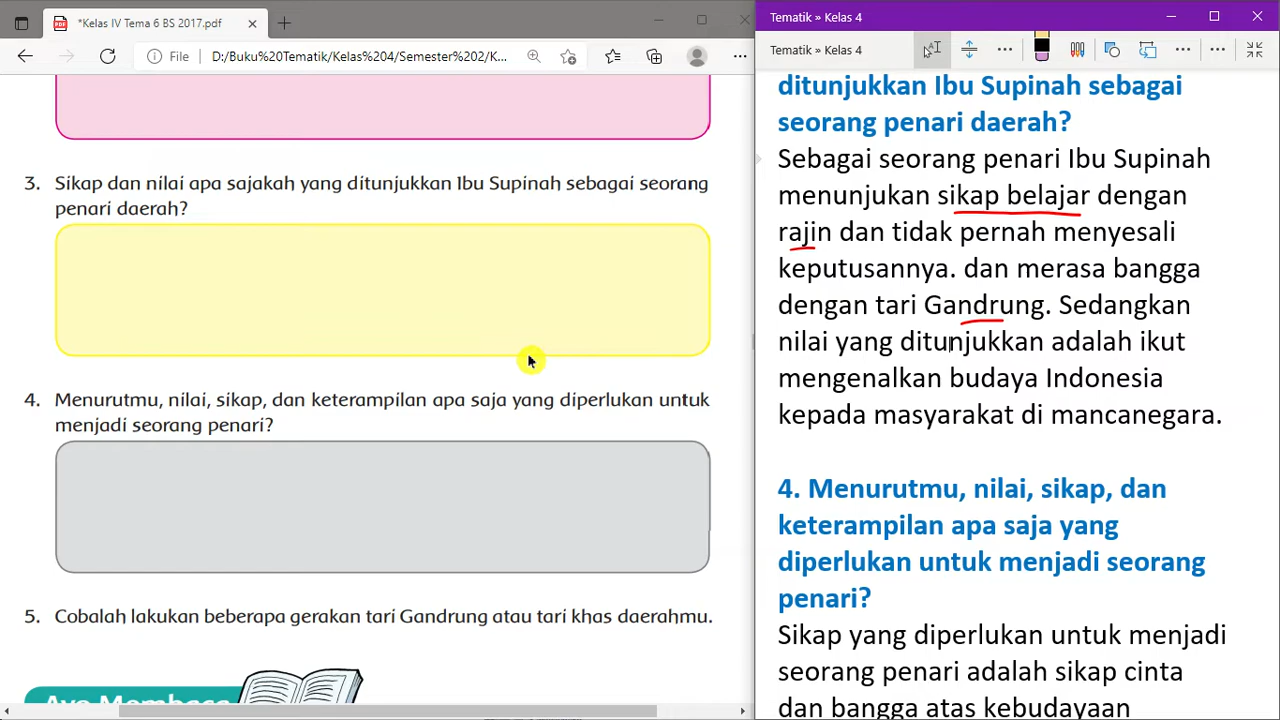 *Kelas IV Tema 6 BS 2017.pdf
File
D:/Buku%20Tematik/Kelas%204/Semester%202/K...
3. Sikap dan nilai apa sajakah yang ditunjukkan Ibu Supinah sebagai seorang
penari daerah?
4. Menurutmu, nilai, sikap, dan keterampilan apa saja yang diperlukan untuk
menjadi seorang penari?
5. Cobalah lakukan beberapa gerakan tari Gandrung atau tari khas daerahmu.
Ayo Membaca
Tematik » Kelas 4
Tematik » Kelas 4
ditunjukkan Ibu Supinah sebagai
seorang penari daerah?
Sebagai seorang penari Ibu Supinah
menunjukan sikap belajar dengan
rajin dan tidak pernah menyesali
keputusannya. dan merasa bangga
dengan tari Gandrung. Sedangkan
nilai yang ditunjukkan adalah ikut
mengenalkan budaya Indonesia
kepada masyarakat di mancanegara.
4. Menurutmu, nilai, sikap, dan
keterampilan apa saja yang
diperlukan untuk menjadi seorang
penari?
Sikap yang diperlukan untuk menjadi
seorang penari adalah sikap cinta
dan bangga atas kebudayaan